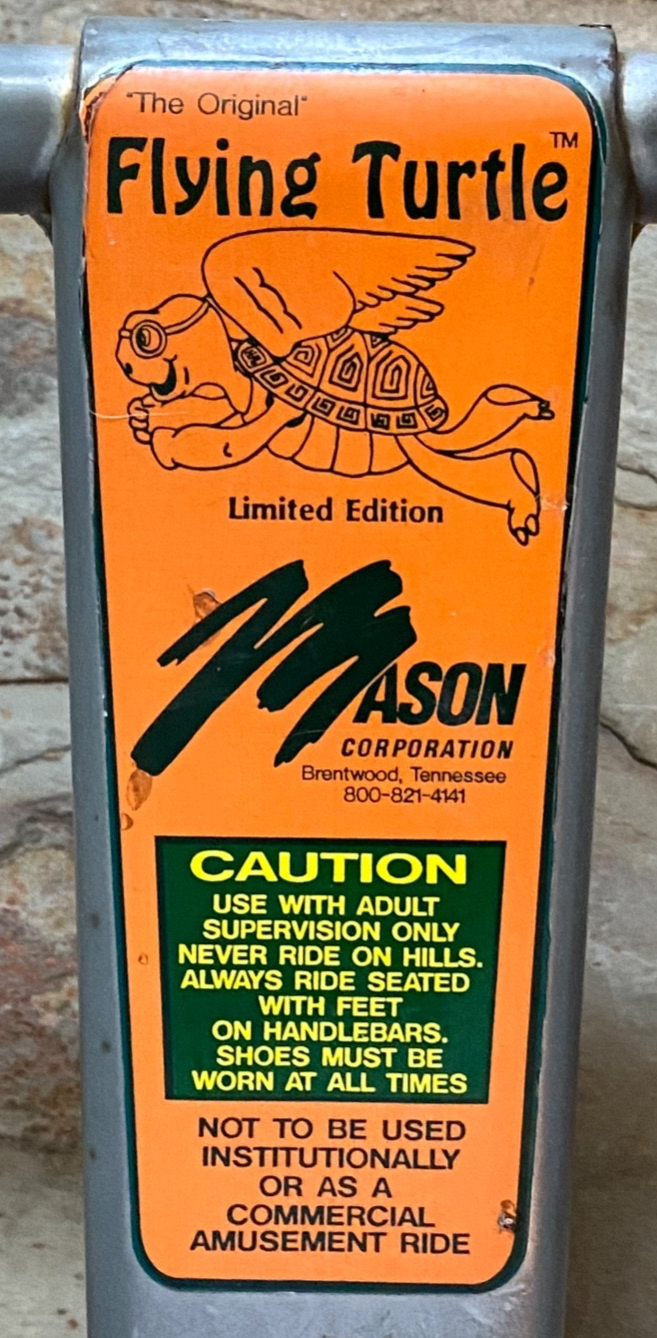 "The Original"
Flying Turtle™
Limited Edition
MASON
CORPORATION
Brentwood, Tennessee
800-821-4141
CAUTION
USE WITH ADULT
SUPERVISION ONLY
NEVER RIDE ON HILLS.
ALWAYS RIDE SEATED
WITH FEET
ON HANDLEBARS.
SHOES MUST BE
WORN AT ALL TIMES
NOT TO BE USED
INSTITUTIONALLY
OR AS A
COMMERCIAL
AMUSEMENT RIDE